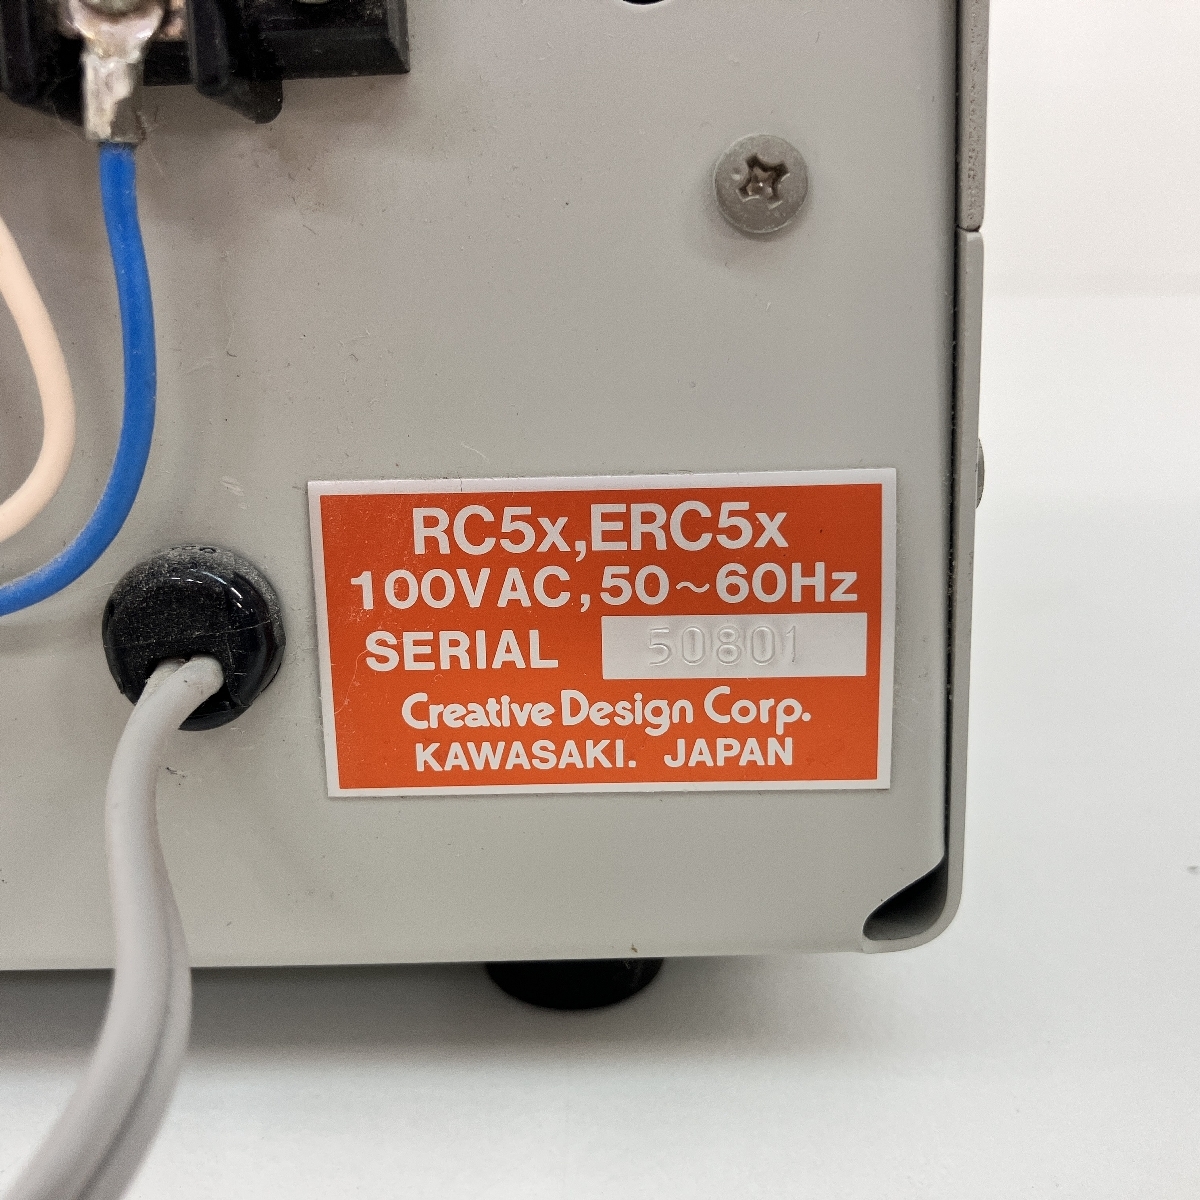 RC5x,ERC5x
100VAC,50~60Hz
SERIAL 50801
Creative Design Corp.
KAWASAKI. JAPAN